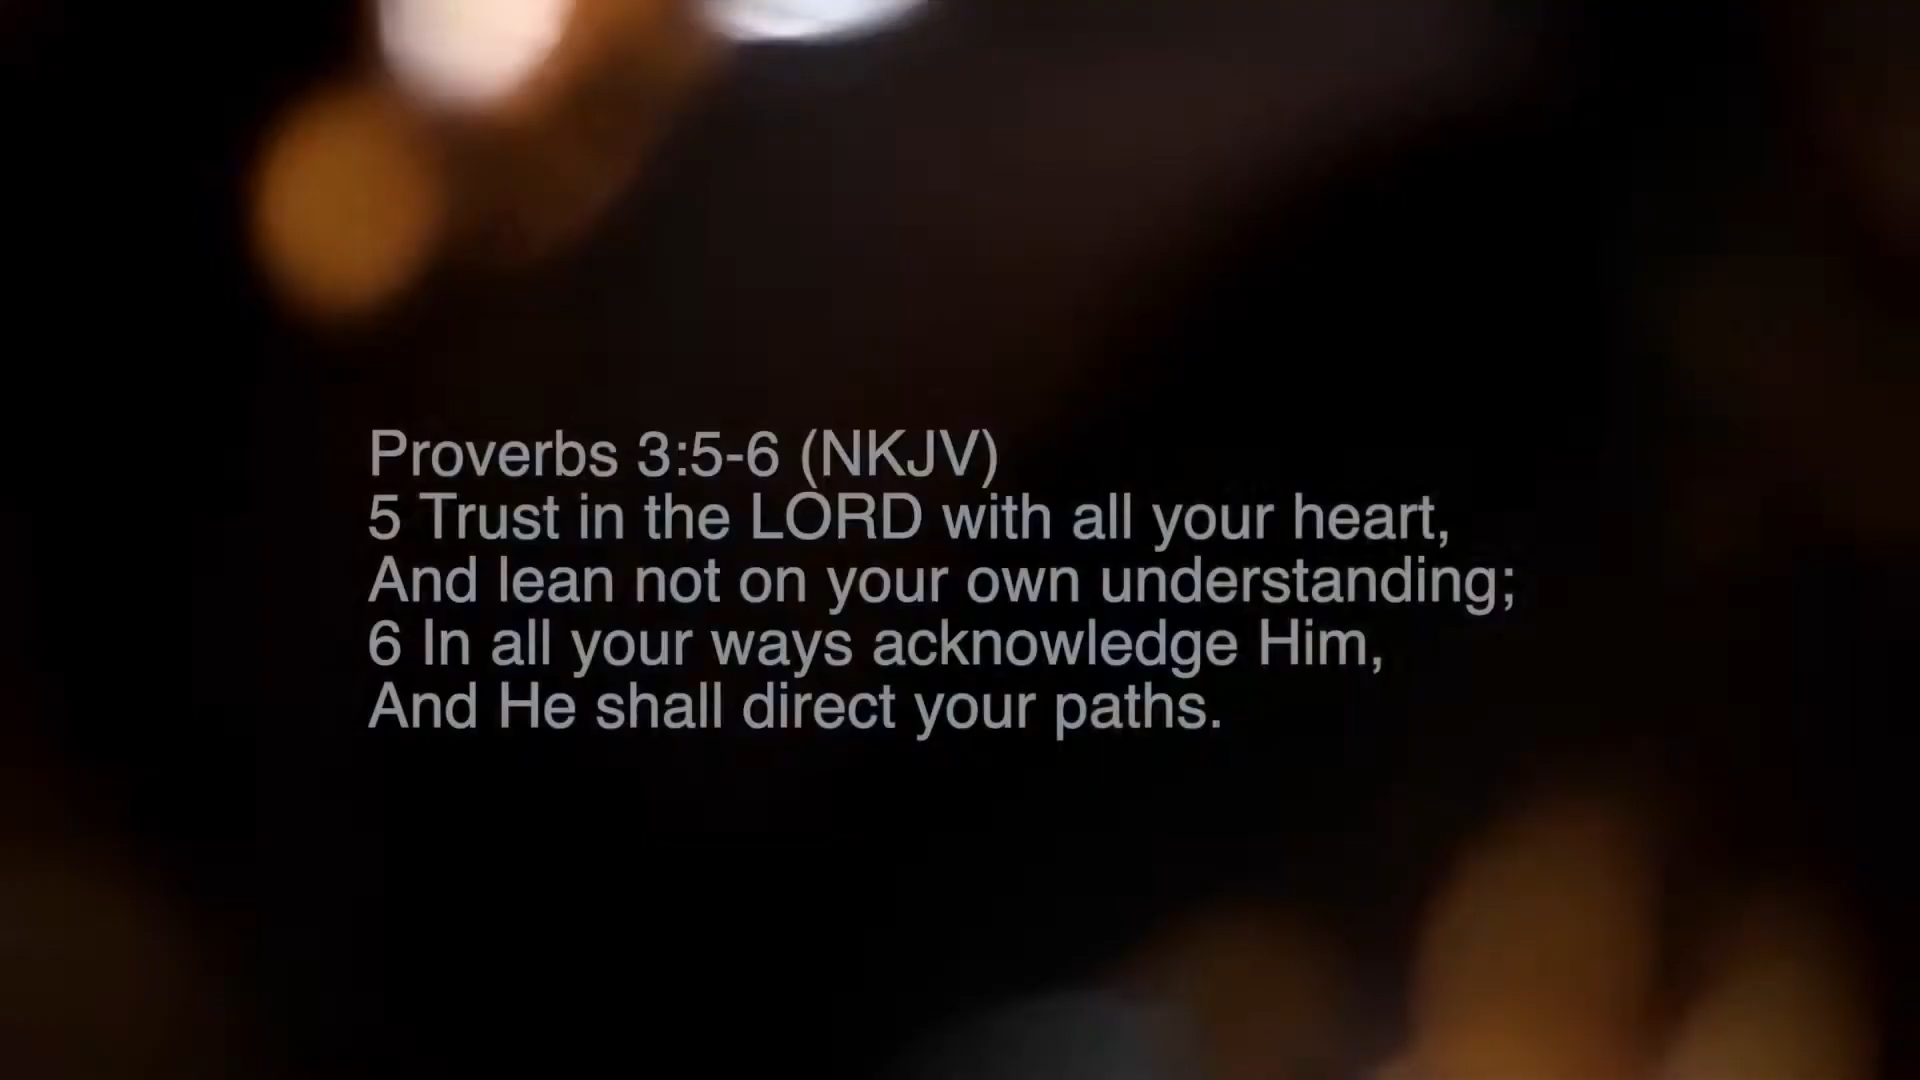 Proverbs 3:5-6 (NKJV)
5 Trust in the LORD with all your heart,
And lean not on your own understanding;
6 In all your ways acknowledge Him,
And He shall direct your paths.